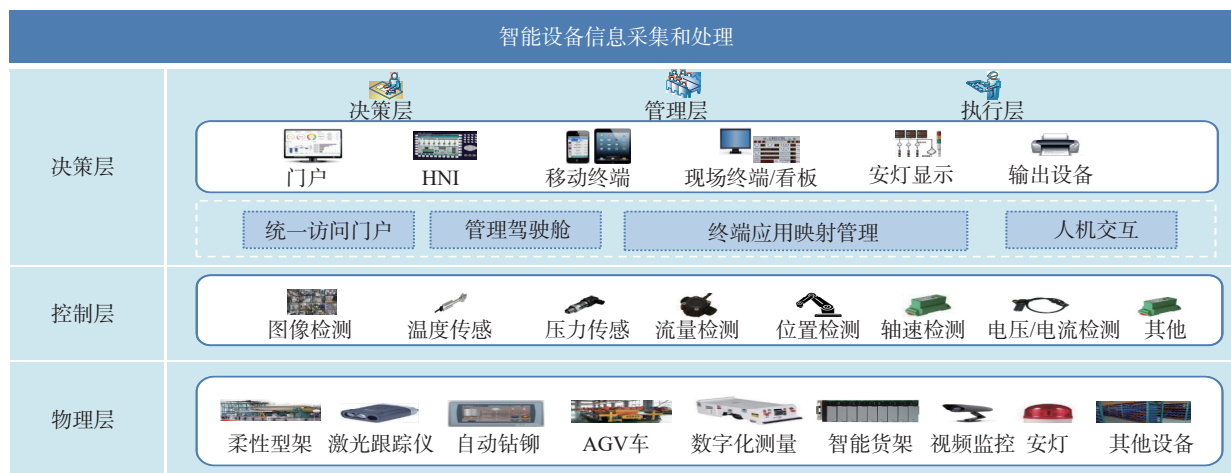 智能设备信息采集和处理
决策层
决策层 管理层 执行层
门户 HNI 移动终端 现场终端/看板 安灯显示 输出设备
统一访问门户 管理驾驶舱 终端应用映射管理 人机交互
控制层
图像检测 温度传感 压力传感 流量检测 位置检测 轴速检测 电压/电流检测 其他
物理层
柔性型架 激光跟踪仪 自动钻铆 AGV车 数字化测量 智能货架 视频监控 安灯 其他设备